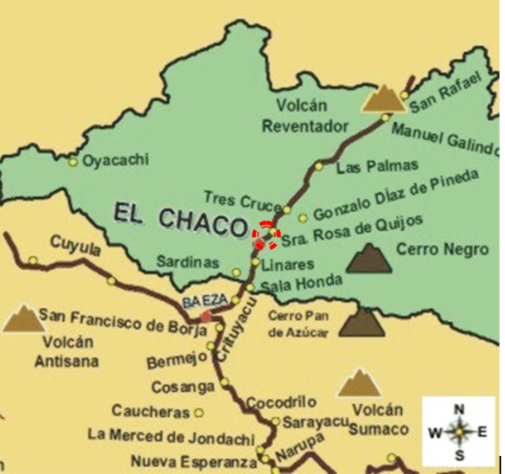 San Rafael
Volcán
Reventador
Manuel Galindo
Oyacachi
Las Palmas
Tres Cruce
Gonzalo Díaz de Pineda
EL CHACO
Sra. Rosa de Quijos
Cuyula
Cerro Negro
Sardinas
Linares
Sala Honda
BAEZA
San Francisco de Borja
Crituyacu
Cerro Pan
de Azúcar
Volcán
Antisana
Bermejo
Cosanga
Cocodrilo
Caucheras
Sarayacu
Volcán
Sumaco
La Merced de Jondachi
Narupa
Nueva Esperanza
N
W E
S